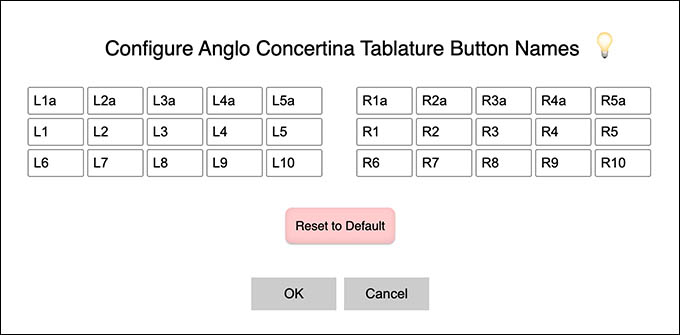 Configure Anglo Concertina Tablature Button Names
L1a L2a L3a L4a L5a R1a R2a R3a R4a R5a
L1 L2 L3 L4 L5 R1 R2 R3 R4 R5
L6 L7 L8 L9 L10 R6 R7 R8 R9 R10
Reset to Default
OK Cancel